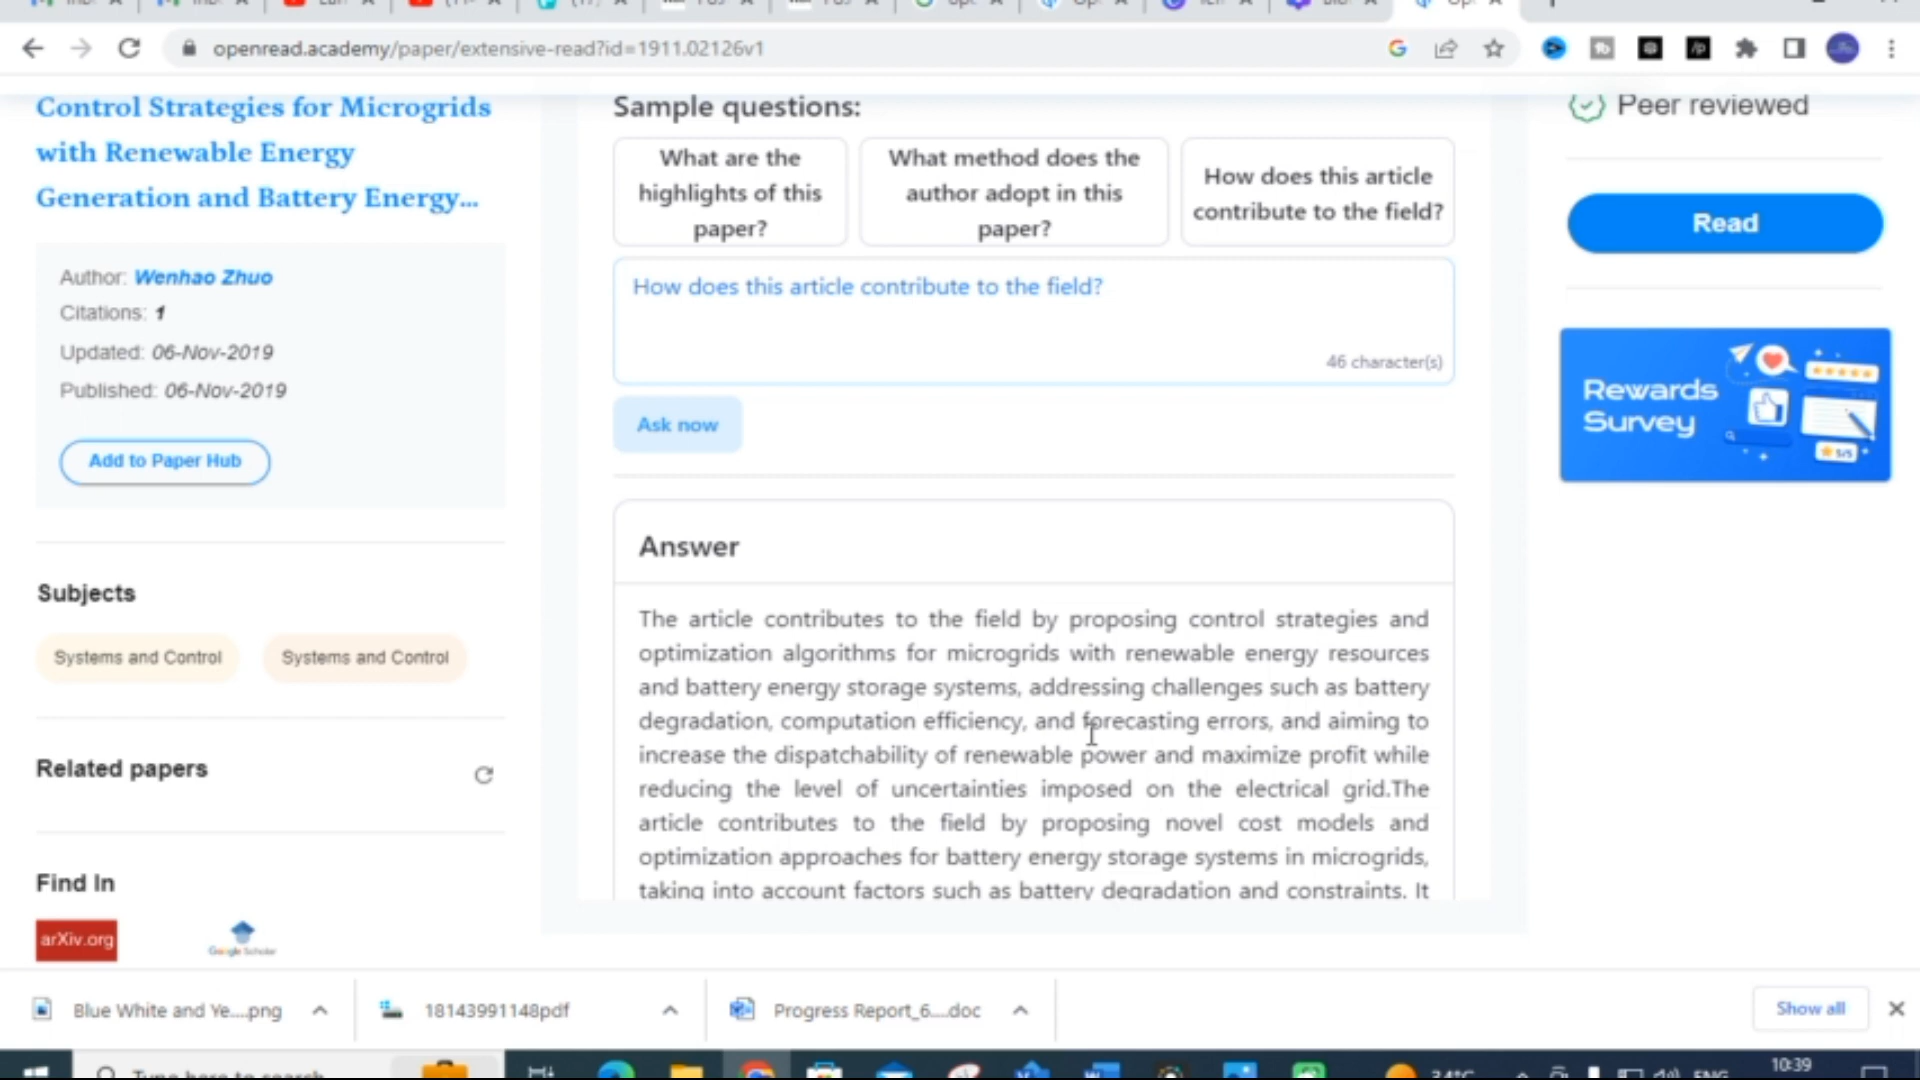 openread.academy/paper/extensive-read?id=1911.02126v1
Control Strategies for Microgrids
with Renewable Energy
Generation and Battery Energy...
Author: Wenhao Zhuo
Citations: 1
Updated: 06-Nov-2019
Published: 06-Nov-2019
Add to Paper Hub
Subjects
Systems and Control
Systems and Control
Related papers
Find In
arXiv.org
Google Scholar
Sample questions:
What are the
highlights of this
paper?
What method does the
author adopt in this
paper?
How does this article
contribute to the field?
How does this article contribute to the field?
46 character(s)
Ask now
Answer
The article contributes to the field by proposing control strategies and
optimization algorithms for microgrids with renewable energy resources
and battery energy storage systems, addressing challenges such as battery
degradation, computation efficiency, and forecasting errors, and aiming to
increase the dispatchability of renewable power and maximize profit while
reducing the level of uncertainties imposed on the electrical grid.The
article contributes to the field by proposing novel cost models and
optimization approaches for battery energy storage systems in microgrids,
taking into account factors such as battery degradation and constraints. It
Peer reviewed
Read
Rewards
Survey
5/5
Blue White and Ye....png
18143991148pdf
Progress Report_6....doc
Show all
Type here to search
34°C
ENG
10:39